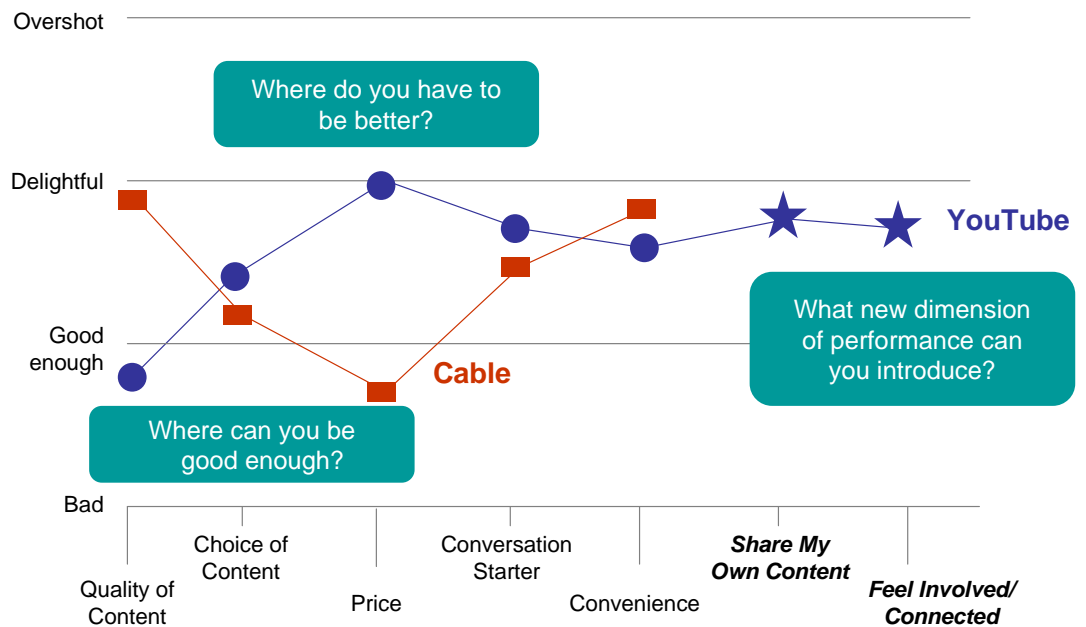 Overshot
Where do you have to
be better?
Delightful
YouTube
What new dimension
of performance can
you introduce?
Good
enough
Cable
Where can you be
good enough?
Bad
Quality of
Content
Choice of
Content
Price
Conversation
Starter
Convenience
Share My
Own Content
Feel Involved/
Connected